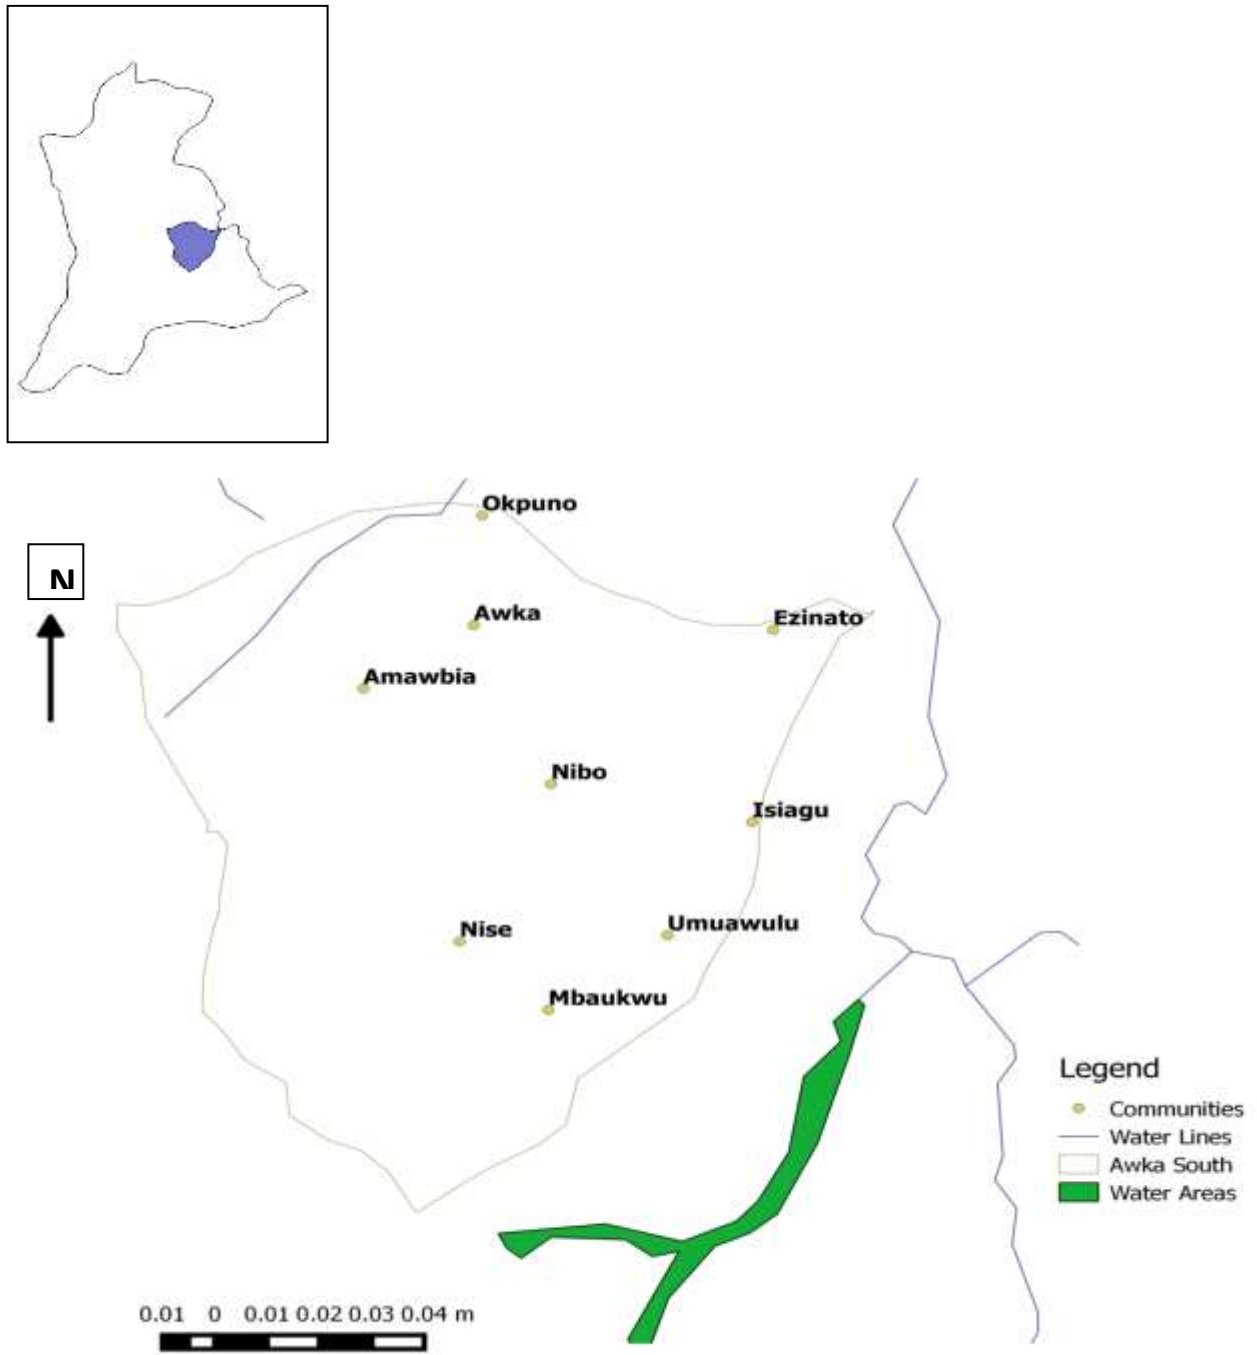 Okpuno
N
Awka
Ezinato
Amawbia
Nibo
Isiagu
Nise
Umuawulu
Mbaukwu
Legend
Communities
Water Lines
Awka South
Water Areas
0.01 0 0.01 0.02 0.03 0.04 m